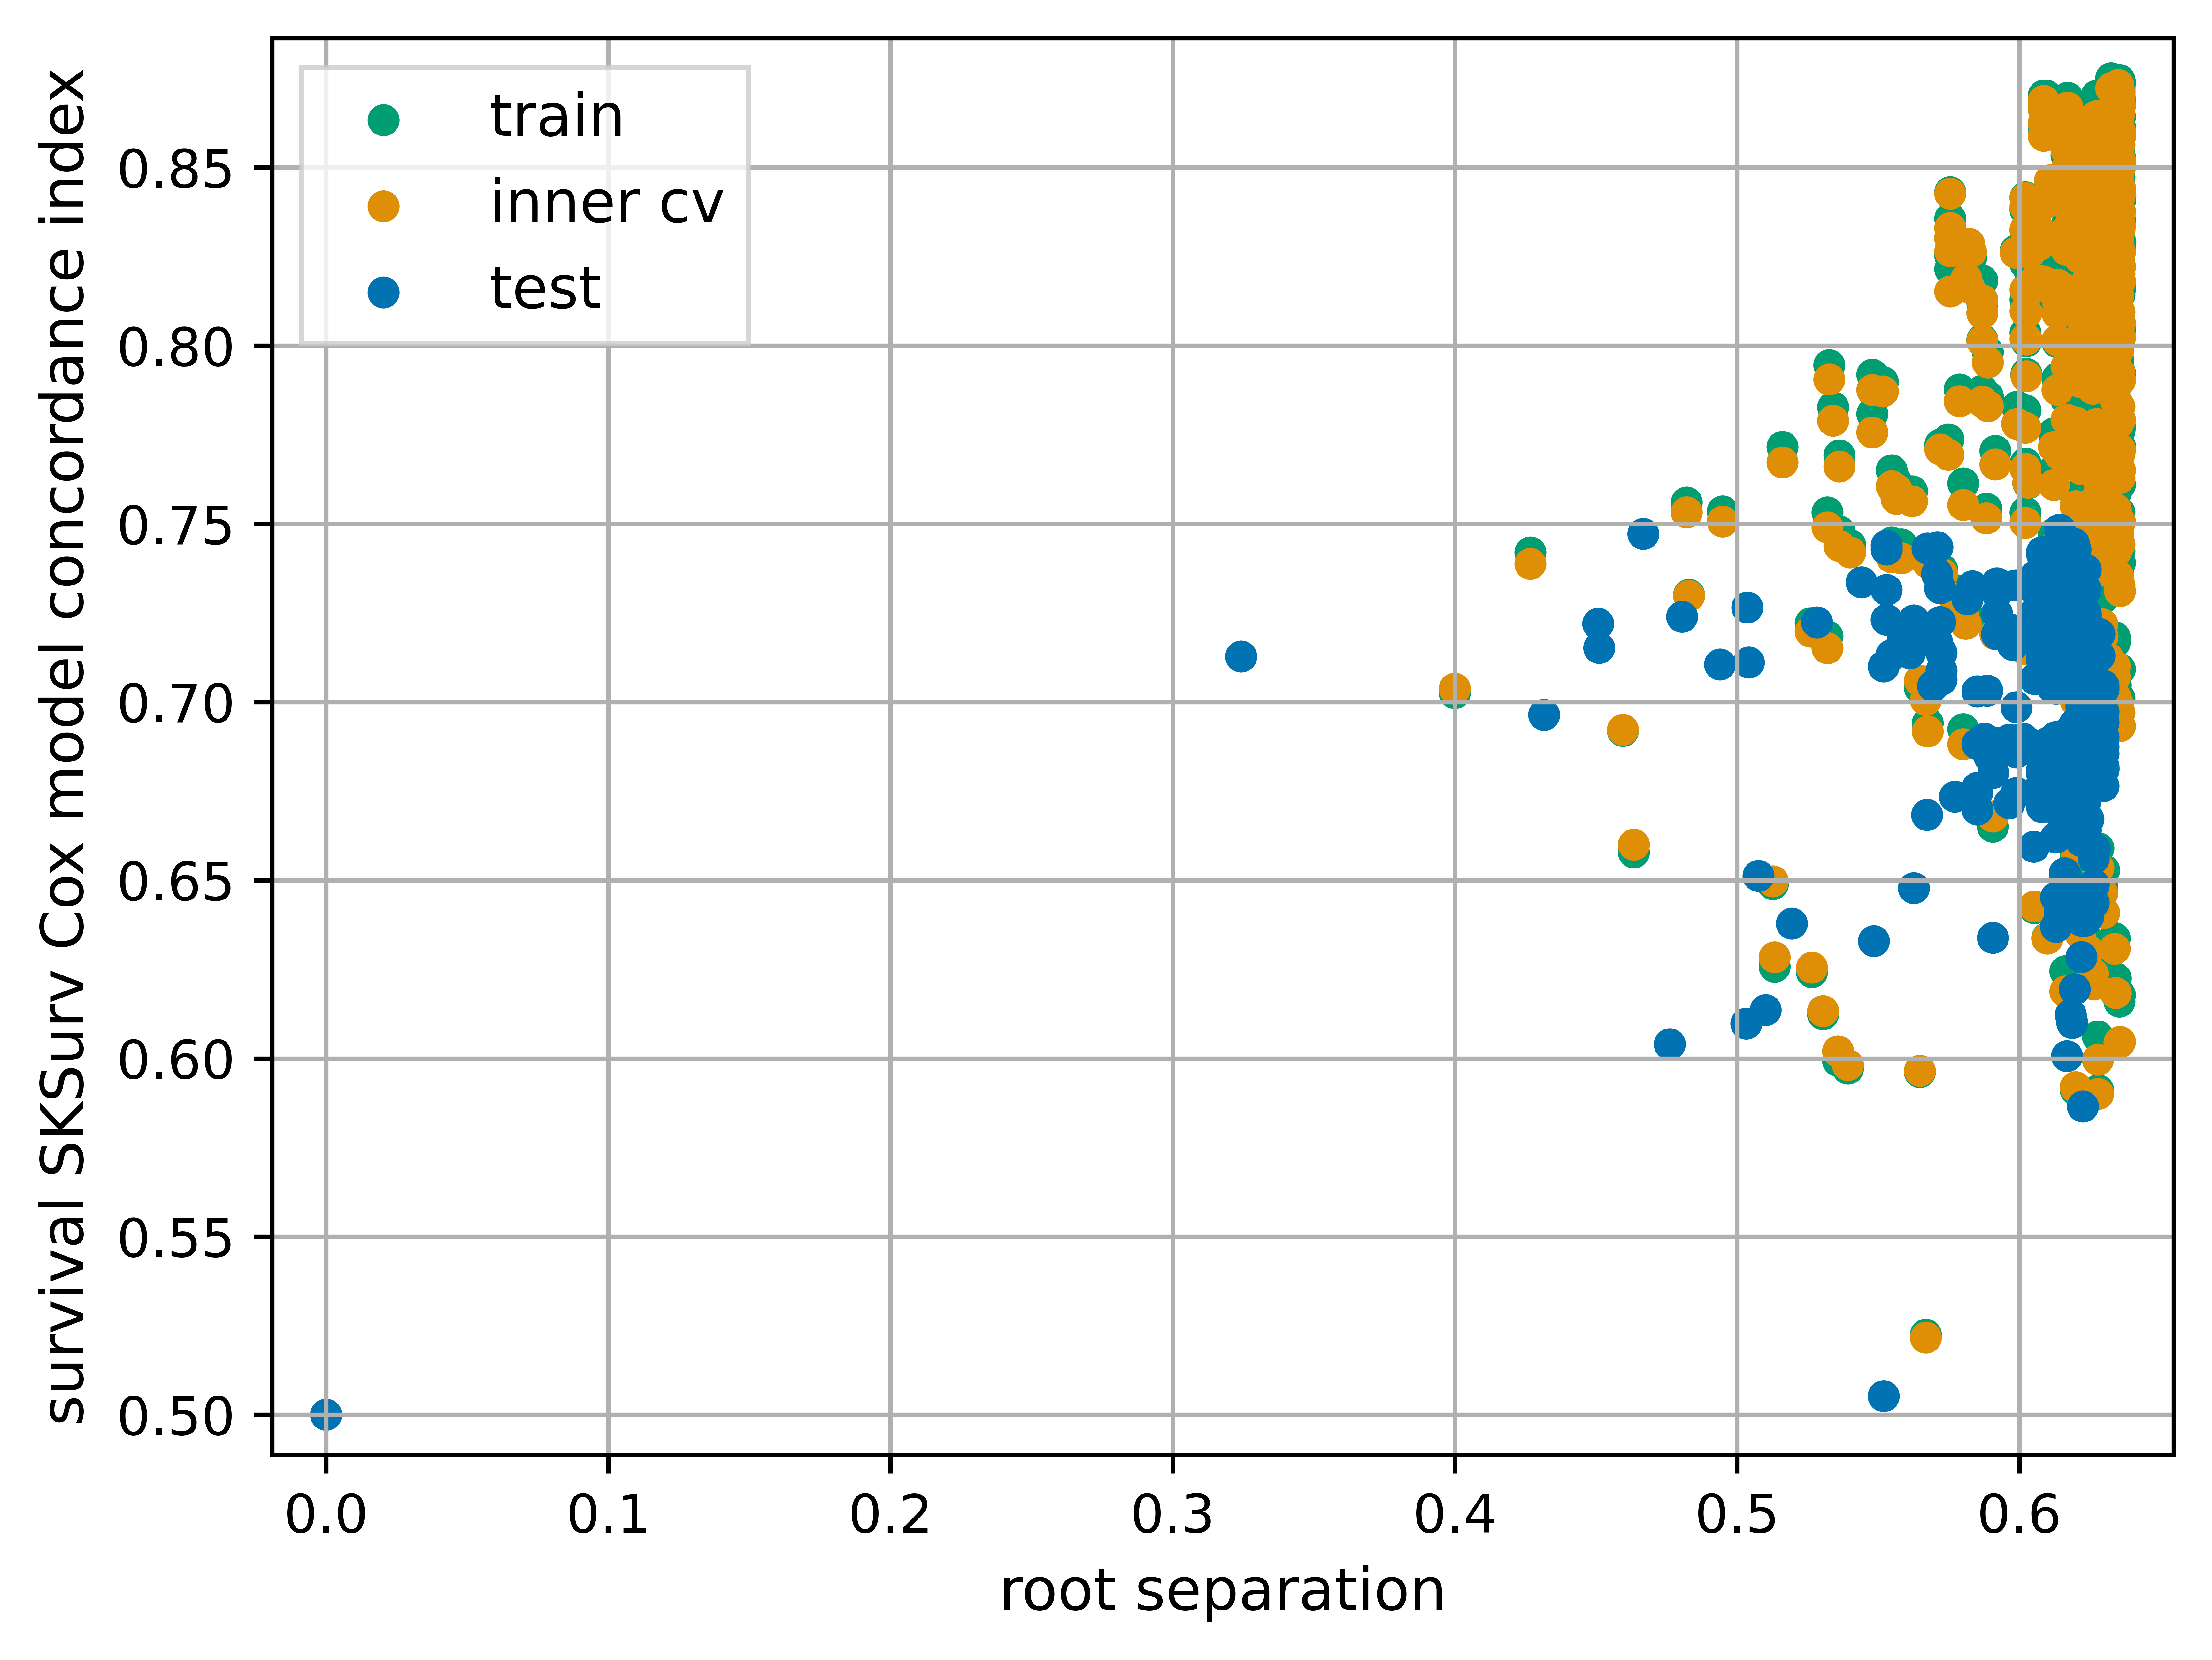 train
inner cv
test
survival SKSurv Cox model concordance index
0.85
0.80
0.75
0.70
0.65
0.60
0.55
0.50
0.0 0.1 0.2 0.3 0.4 0.5 0.6
root separation